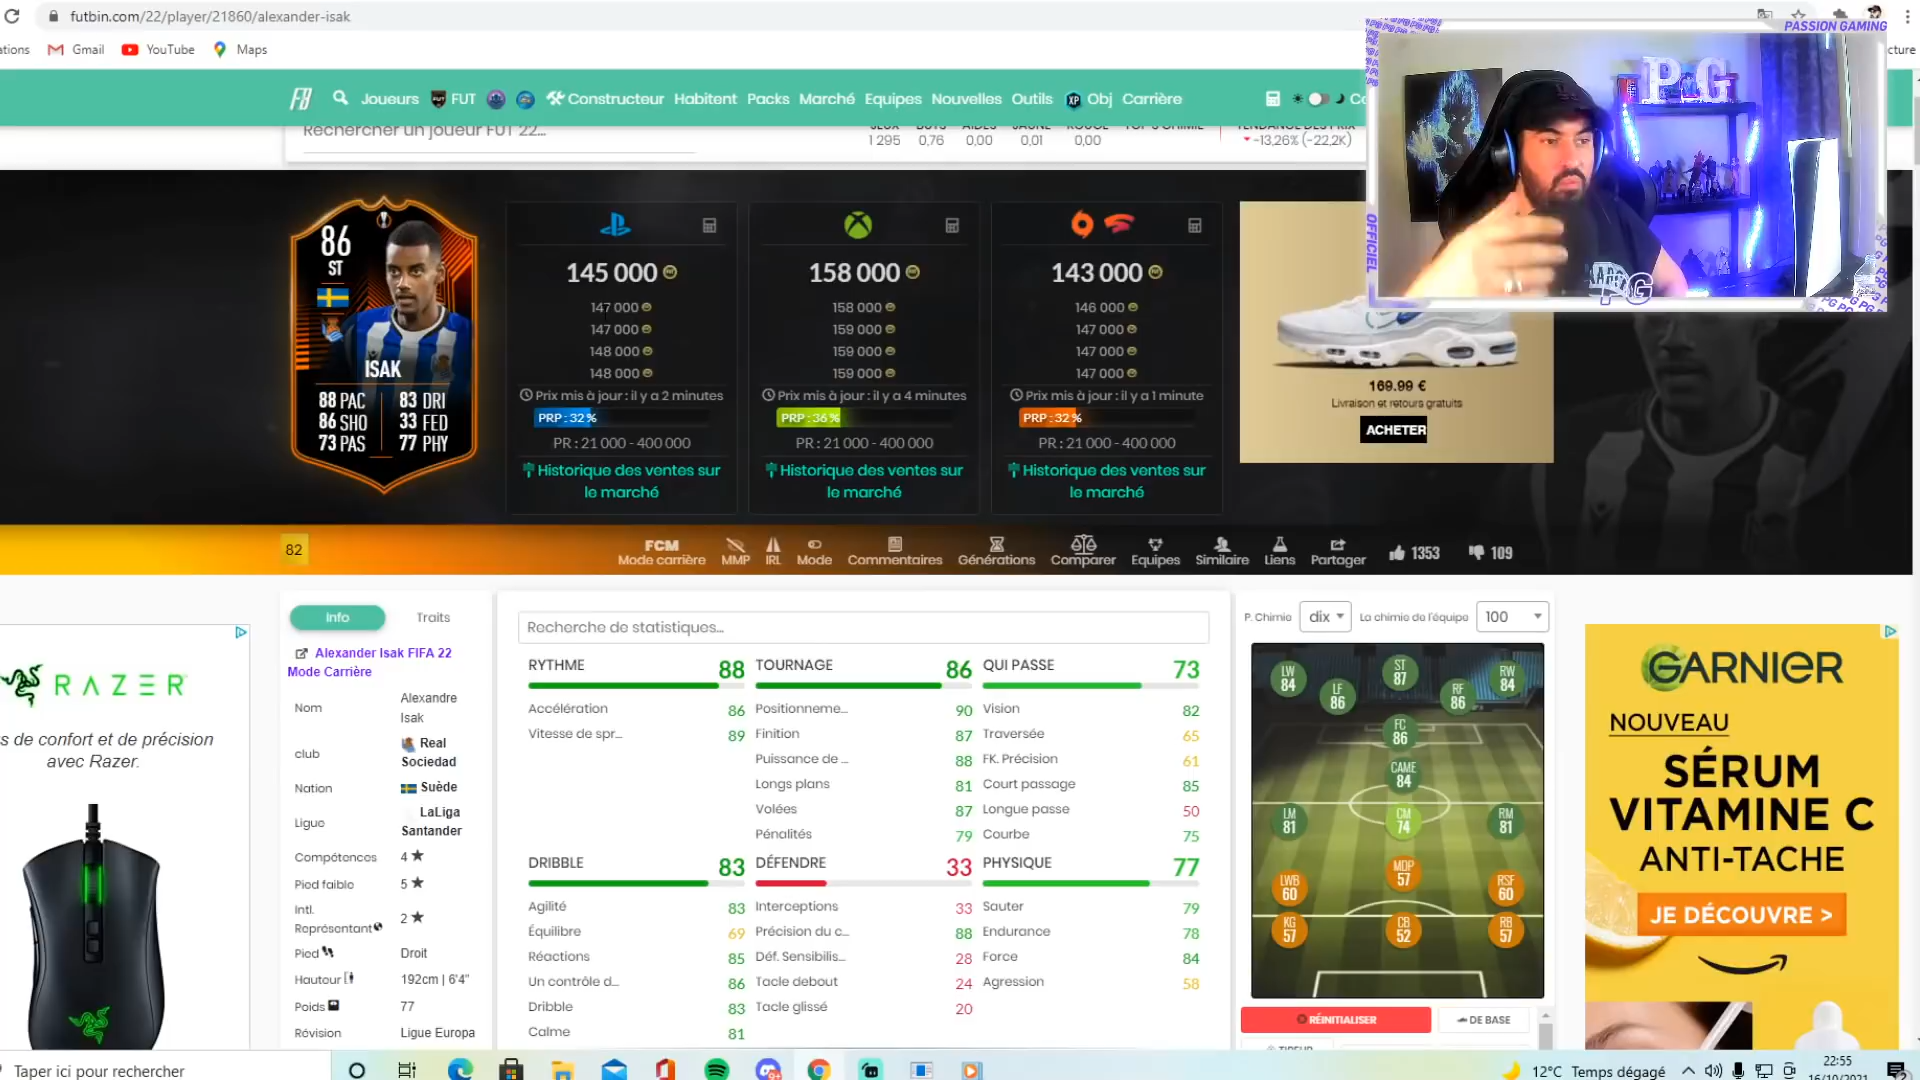 futbin.com/22/player/21860/alexander-isak
ations Gmail YouTube Maps cture
Joueurs FUT Constructeur Habitent Packs Marché Equipes Nouvelles Outils XP Obj Carrière Co
Rechercher un joueur FUT 22...
1 295 0,76 0,00 0,01 0,00 -13,26% (-22,2K)
PASSION GAMING
OFFICIEL
PG
PG
86
ST
ISAK
88 PAC 83 DRI
86 SHO 33 FED
73 PAS 77 PHY
145 000
147 000
147 000
148 000
148 000
Prix mis à jour : il y a 2 minutes
PRP : 32 %
PR : 21 000 - 400 000
Historique des ventes sur
le marché
158 000
158 000
159 000
159 000
159 000
Prix mis à jour : il y a 4 minutes
PRP : 36 %
PR : 21 000 - 400 000
Historique des ventes sur
le marché
143 000
146 000
147 000
147 000
147 000
Prix mis à jour : il y a 1 minute
PRP : 32 %
PR : 21 000 - 400 000
Historique des ventes sur
le marché
169.99 €
Livraison et retours gratuits
ACHETER
82
FCM
Mode carrière MMP IRL Mode Commentaires Générations Comparer Equipes Similaire Liens Partager 1353 109
RAZER
s de confort et de précision
avec Razer.
Info Traits
Alexander Isak FIFA 22
Mode Carrière
Nom Alexandre
Isak
club Real
Sociedad
Nation Suède
Ligue LaLiga
Santander
Compétences 4
Pied faible 5
Intl.
Représentant 2
Pied Droit
Hautour 192cm | 6'4"
Poids 77
Révision Ligue Europa
Recherche de statistiques...
RYTHME 88
Accélération 86
Vitesse de spr... 89
TOURNAGE 86
Positionneme... 90
Finition 87
Puissance de ... 88
Longs plans 81
Volées 87
Pénalités 79
QUI PASSE 73
Vision 82
Traversée 65
FK. Précision 61
Court passage 85
Longue passe 50
Courbe 75
DRIBBLE 83
Agilité 83
Équilibre 69
Réactions 85
Un contrôle d... 86
Dribble 83
Calme 81
DÉFENDRE 33
Interceptions 33
Précision du c... 88
Déf. Sensibilis... 28
Tacle debout 24
Tacle glissé 20
PHYSIQUE 77
Sauter 79
Endurance 78
Force 84
Agression 58
P. Chimie dix La chimie de l'équipe 100
LW 84
LF 86
ST 87
RF 86
RW 84
FC 86
CAME 84
LM 81
CM 74
RM 81
LWB 60
MDP 57
RSF 60
KG 57
CB 52
RB 57
RÉINITIALISER DE BASE
GARNIER
NOUVEAU
SÉRUM
VITAMINE C
ANTI-TACHE
JE DÉCOUVRE >
Taper ici pour rechercher
12°C Temps dégagé
22:55
16/10/2021